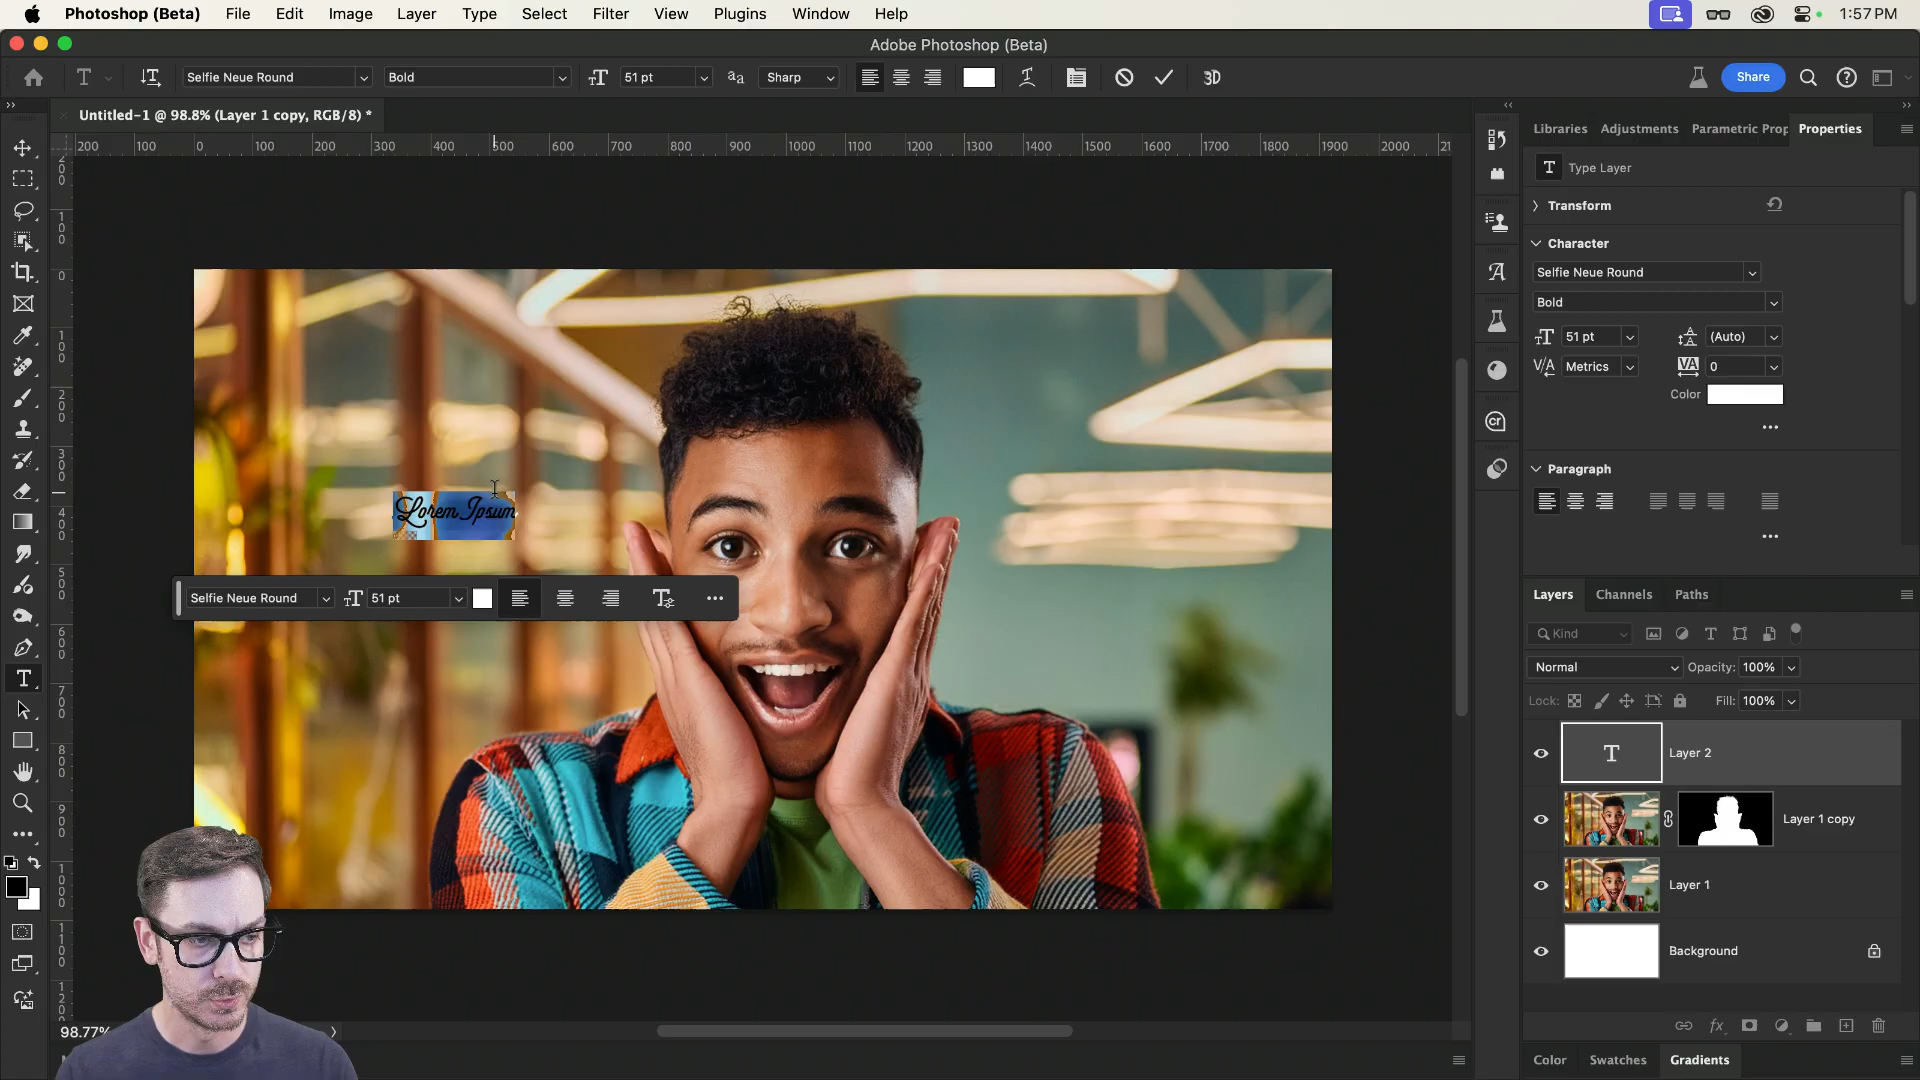 Photoshop (Beta) File Edit Image Layer Type Select Filter View Plugins Window Help 1:57 PM
Adobe Photoshop (Beta)
Selfie Neue Round Bold 51 pt aa Sharp 3D Share
Untitled-1 @ 98.8% (Layer 1 copy, RGB/8) *
Libraries Adjustments Parametric Prop Properties
200 100 0 100 200 300 400 500 600 700 800 900 1000 1100 1200 1300 1400 1500 1600 1700 1800 1900 2000 21
T Type Layer
Transform
Character
Selfie Neue Round
Bold
51 pt (Auto)
Metrics 0
Color
Paragraph
Lorem Ipsum
Selfie Neue Round 51 pt
Layers Channels Paths
Kind
Normal Opacity: 100%
Lock: Fill: 100%
T Layer 2
Layer 1 copy
Layer 1
Background
98.77%
Color Swatches Gradients